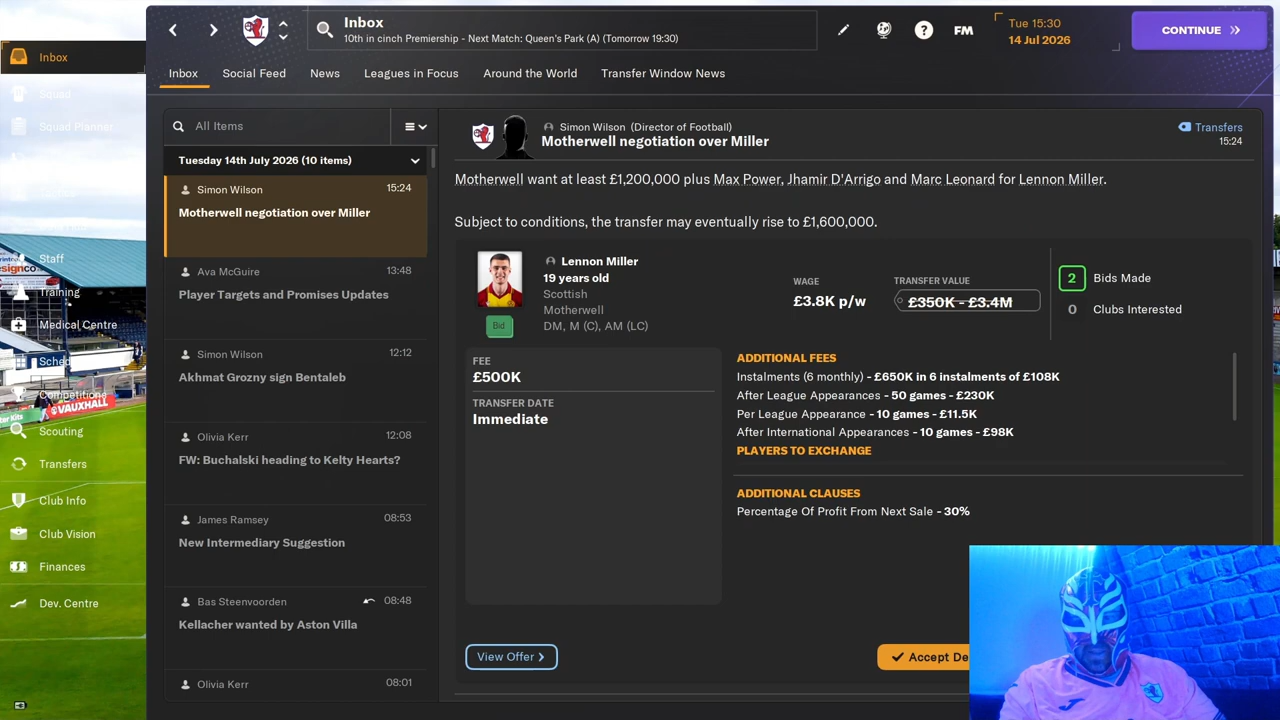 Inbox
10th in cinch Premiership - Next Match: Queen's Park (A) (Tomorrow 19:30)
?
FM
Tue 15:30
14 Jul 2026
CONTINUE
Inbox
Social Feed
News
Leagues in Focus
Around the World
Transfer Window News
Inbox
Squad
Squad Planner
Staff
Training
Medical Centre
Sched
Competitions
VAUXHALL
Scouting
Transfers
Club Info
Club Vision
Finances
Dev. Centre
All Items
Tuesday 14th July 2026 (10 items)
Simon Wilson 15:24
Motherwell negotiation over Miller
Ava McGuire 13:48
Player Targets and Promises Updates
Simon Wilson 12:12
Akhmat Grozny sign Bentaleb
Olivia Kerr 12:08
FW: Buchalski heading to Kelty Hearts?
James Ramsey 08:53
New Intermediary Suggestion
Bas Steenvoorden 08:48
Kellacher wanted by Aston Villa
Olivia Kerr 08:01
Simon Wilson (Director of Football)
Motherwell negotiation over Miller
Transfers
15:24
Motherwell want at least £1,200,000 plus Max Power, Jhamir D'Arrigo and Marc Leonard for Lennon Miller.
Subject to conditions, the transfer may eventually rise to £1,600,000.
Lennon Miller
19 years old
Scottish
Motherwell
DM, M (C), AM (LC)
Bid
WAGE
£3.8K p/w
TRANSFER VALUE
£350K - £3.4M
2 Bids Made
0 Clubs Interested
FEE
£500K
TRANSFER DATE
Immediate
ADDITIONAL FEES
Instalments (6 monthly) - £650K in 6 instalments of £108K
After League Appearances - 50 games - £230K
Per League Appearance - 10 games - £11.5K
After International Appearances - 10 games - £98K
PLAYERS TO EXCHANGE
ADDITIONAL CLAUSES
Percentage Of Profit From Next Sale - 30%
View Offer
Accept De